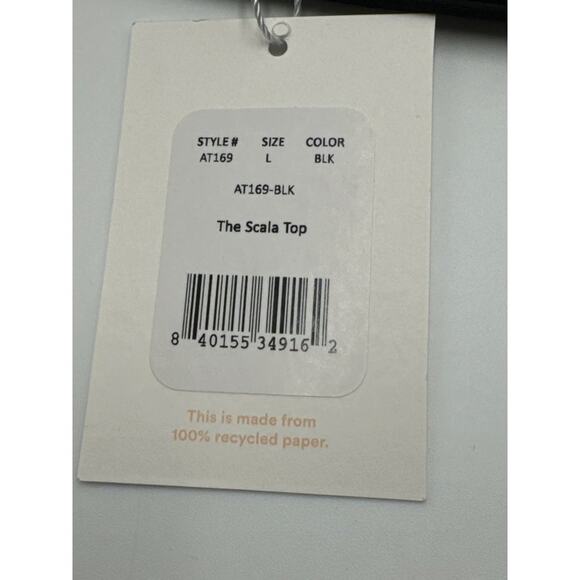 STYLE # SIZE COLOR
AT169 L BLK
AT169-BLK
The Scala Top
8 40155 34916 2
This is made from
100% recycled paper.